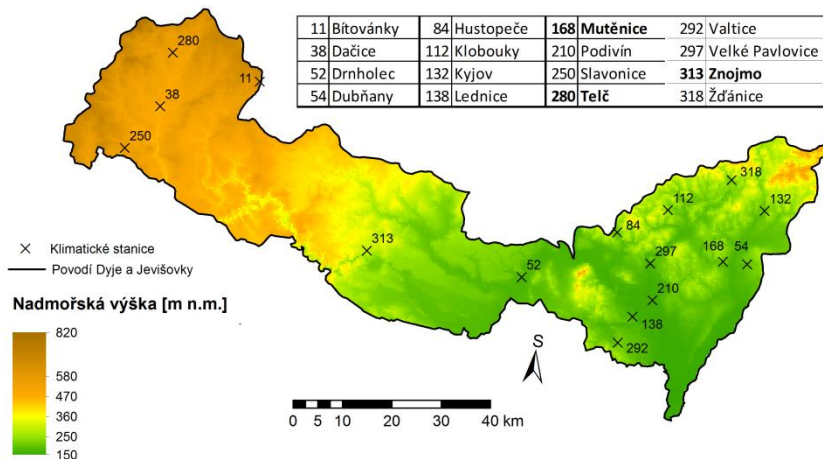 11 Bítovánky 84 Hustopeče 168 Mutěnice 292 Valtice
38 Dačice 112 Klobouky 210 Podivín 297 Velké Pavlovice
52 Drnholec 132 Kyjov 250 Slavonice 313 Znojmo
54 Dubňany 138 Lednice 280 Telč 318 Žďánice
280
11
38
250
318
112
132
84
313
297
168
54
52
210
138
292
Klimatické stanice
Povodí Dyje a Jevišovky
Nadmořská výška [m n.m.]
820
580
470
360
250
150
S
0 5 10 20 30 40 km